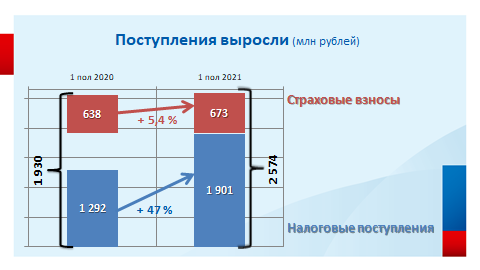 Поступления выросли (млн рублей)
1 пол 2020
1 пол 2021
638
673
Страховые взносы
+ 5,4 %
1 930
2 574
1 292
1 901
+ 47 %
Налоговые поступления